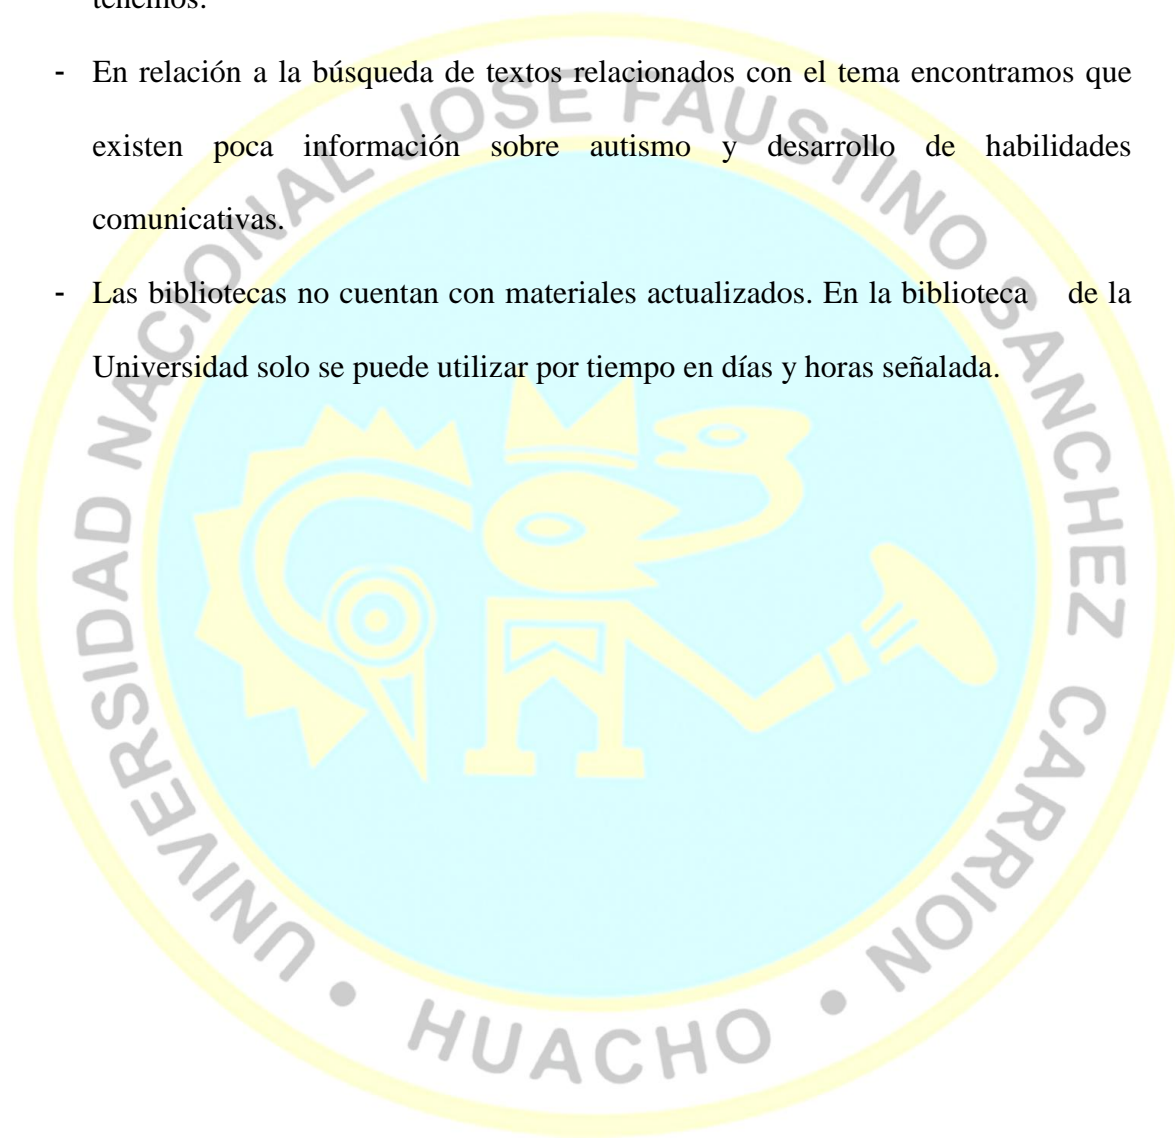 tenemos:
- En relación a la búsqueda de textos relacionados con el tema encontramos que
existen poca información sobre autismo y desarrollo de habilidades
comunicativas.
- Las bibliotecas no cuentan con materiales actualizados. En la biblioteca de la
Universidad solo se puede utilizar por tiempo en días y horas señalada.
UNIVERSIDAD NACIONAL JOSE FAUSTINO SANCHEZ CARRION • HUACHO •